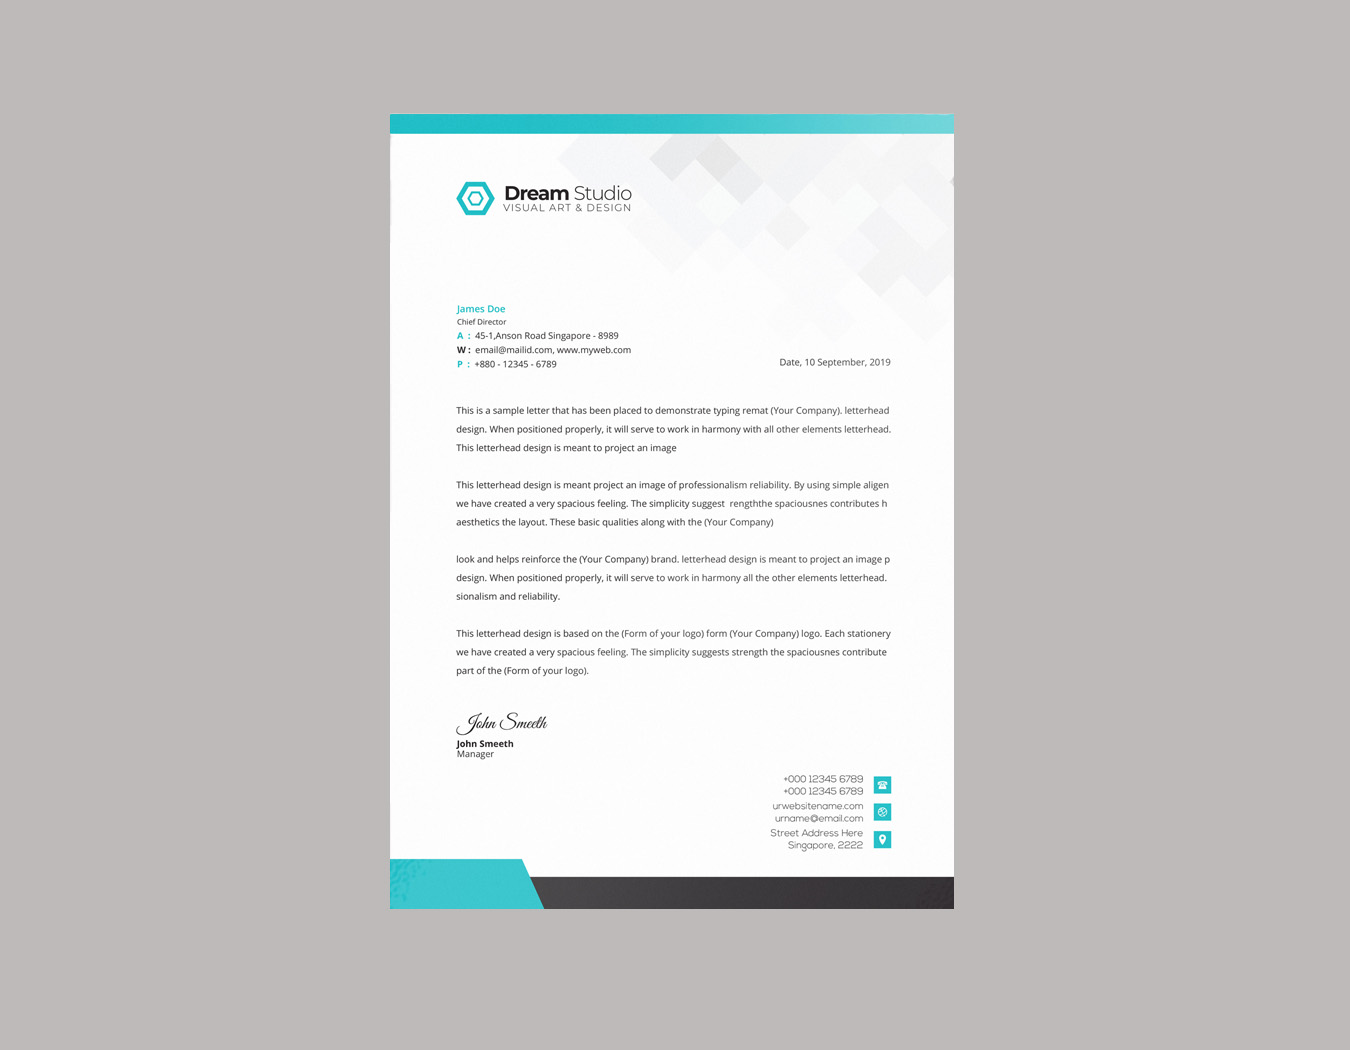 Dream Studio
VISUAL ART & DESIGN
James Doe
Chief Director
A : 45-1,Anson Road Singapore - 8989
W : email@mailid.com, www.myweb.com
P : +880 - 12345 - 6789
Date, 10 September, 2019
This is a sample letter that has been placed to demonstrate typing remat (Your Company). letterhead
design. When positioned properly, it will serve to work in harmony with all other elements letterhead.
This letterhead design is meant to project an image
This letterhead design is meant project an image of professionalism reliability. By using simple aligen
we have created a very spacious feeling. The simplicity suggest rengththe spaciousnes contributes h
aesthetics the layout. These basic qualities along with the (Your Company)
look and helps reinforce the (Your Company) brand. letterhead design is meant to project an image p
design. When positioned properly, it will serve to work in harmony all the other elements letterhead.
sionalism and reliability.
This letterhead design is based on the (Form of your logo) form (Your Company) logo. Each stationery
we have created a very spacious feeling. The simplicity suggests strength the spaciousnes contribute
part of the (Form of your logo).
John Smeeth
John Smeeth
Manager
+000 12345 6789
+000 12345 6789
urwebsitename.com
urname@email.com
Street Address Here
Singapore, 2222